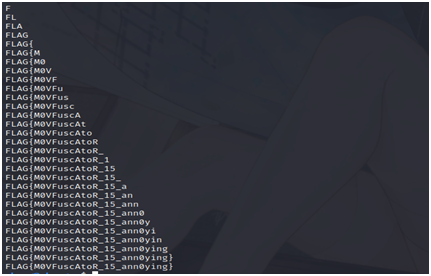 F
FL
FLA
FLAG
FLAG{
FLAG{M
FLAG{M0
FLAG{M0V
FLAG{M0VF
FLAG{M0VFu
FLAG{M0VFus
FLAG{M0VFusc
FLAG{M0VFuscA
FLAG{M0VFuscAt
FLAG{M0VFuscAto
FLAG{M0VFuscAtoR
FLAG{M0VFuscAtoR_
FLAG{M0VFuscAtoR_1
FLAG{M0VFuscAtoR_15
FLAG{M0VFuscAtoR_15_
FLAG{M0VFuscAtoR_15_a
FLAG{M0VFuscAtoR_15_an
FLAG{M0VFuscAtoR_15_ann
FLAG{M0VFuscAtoR_15_ann0
FLAG{M0VFuscAtoR_15_ann0y
FLAG{M0VFuscAtoR_15_ann0yi
FLAG{M0VFuscAtoR_15_ann0yin
FLAG{M0VFuscAtoR_15_ann0ying
FLAG{M0VFuscAtoR_15_ann0ying}
FLAG{M0VFuscAtoR_15_ann0ying}